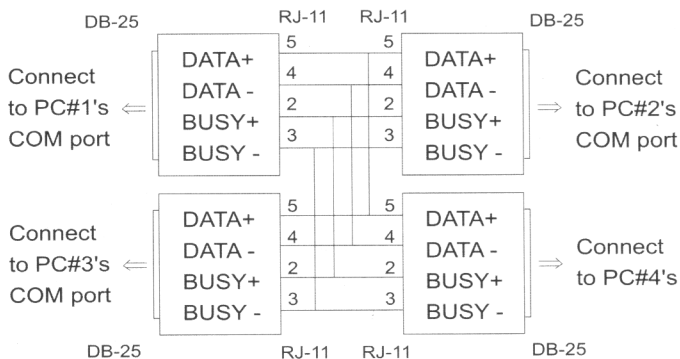 DB-25 RJ-11 RJ-11 DB-25
Connect
to PC#1's
COM port
DATA+
DATA -
BUSY+
BUSY -
5
4
2
3
5
4
2
3
DATA+
DATA -
BUSY+
BUSY -
Connect
to PC#2's
COM port
Connect
to PC#3's
COM port
DATA+
DATA -
BUSY+
BUSY -
5
4
2
3
5
4
2
3
DATA+
DATA -
BUSY+
BUSY -
Connect
to PC#4's
DB-25 RJ-11 RJ-11 DB-25